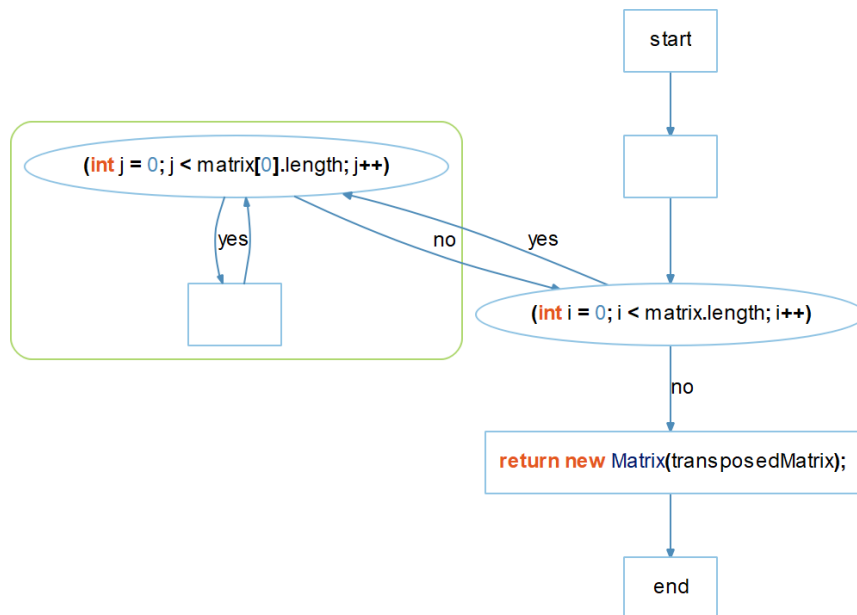 start
(int j = 0; j < matrix[0].length; j++)
yes
no
yes
(int i = 0; i < matrix.length; i++)
no
return new Matrix(transposedMatrix);
end